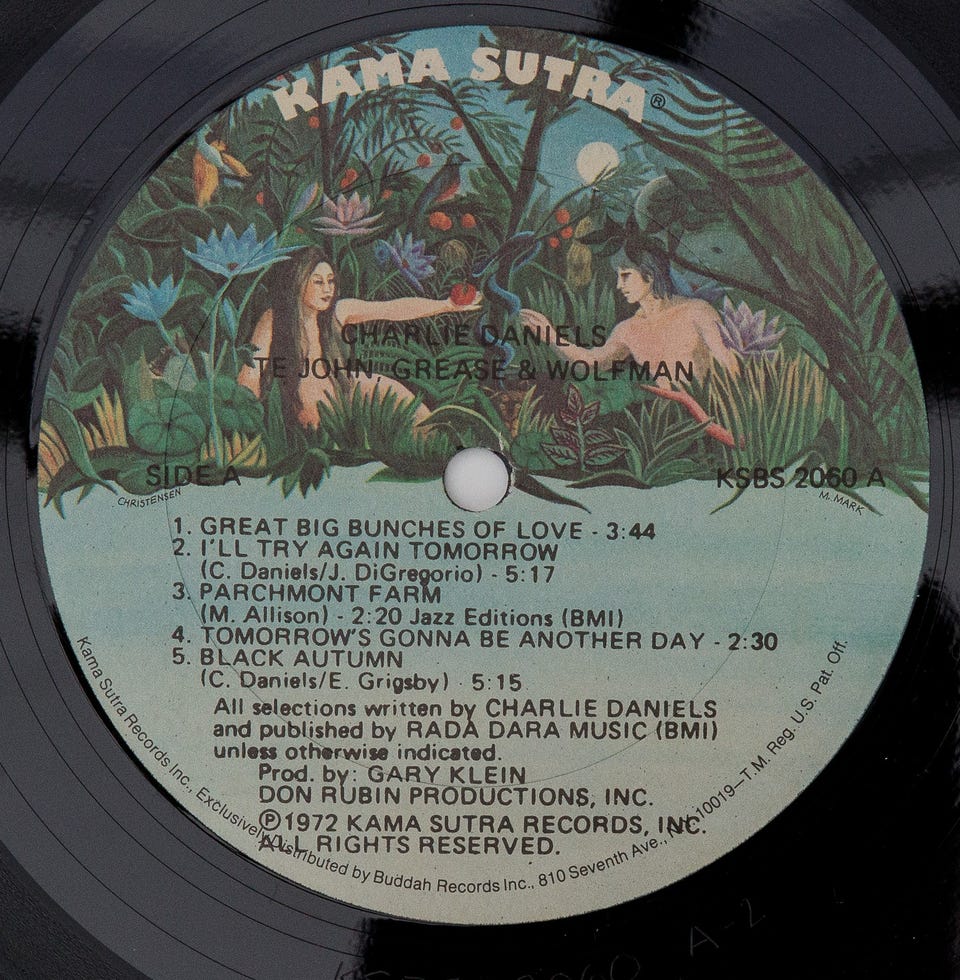 KAMA SUTRA®
CHARLIE DANIELS
TE JOHN, GREASE & WOLFMAN
SIDE A
KSBS 2060 A
CHRISTENSEN
M. MARK
1. GREAT BIG BUNCHES OF LOVE - 3:44
2. I'LL TRY AGAIN TOMORROW
(C. Daniels/J. DiGregorio) - 5:17
3. PARCHMONT FARM
(M. Allison) - 2:20 Jazz Editions (BMI)
4. TOMORROW'S GONNA BE ANOTHER DAY - 2:30
5. BLACK AUTUMN
(C. Daniels/E. Grigsby) - 5:15
All selections written by CHARLIE DANIELS
and published by RADA DARA MUSIC (BMI)
unless otherwise indicated.
Prod. by: GARY KLEIN
DON RUBIN PRODUCTIONS, INC.
℗1972 KAMA SUTRA RECORDS, INC.
ALL RIGHTS RESERVED.
Kama Sutra Records Inc., Exclusively Distributed by Buddah Records Inc., 810 Seventh Ave., NY 10019—T.M. Reg. U.S. Pat. Off.
A-2